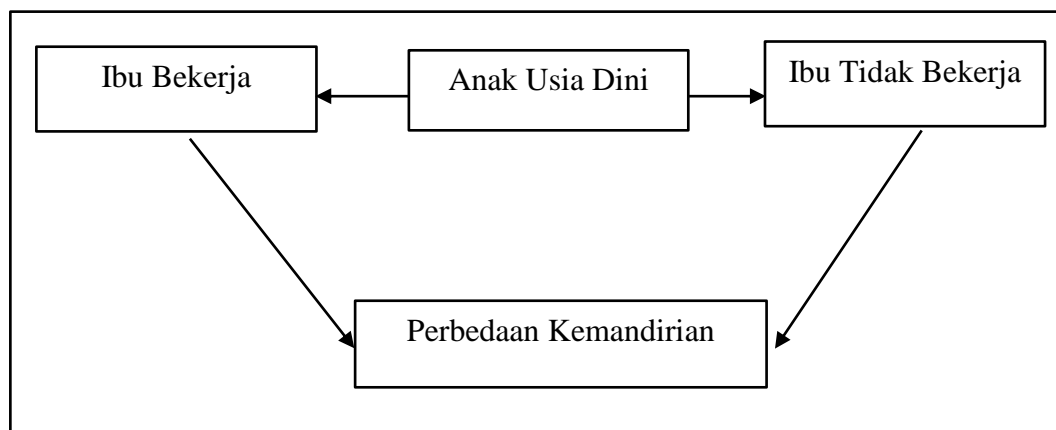 Ibu Bekerja
Anak Usia Dini
Ibu Tidak Bekerja
Perbedaan Kemandirian